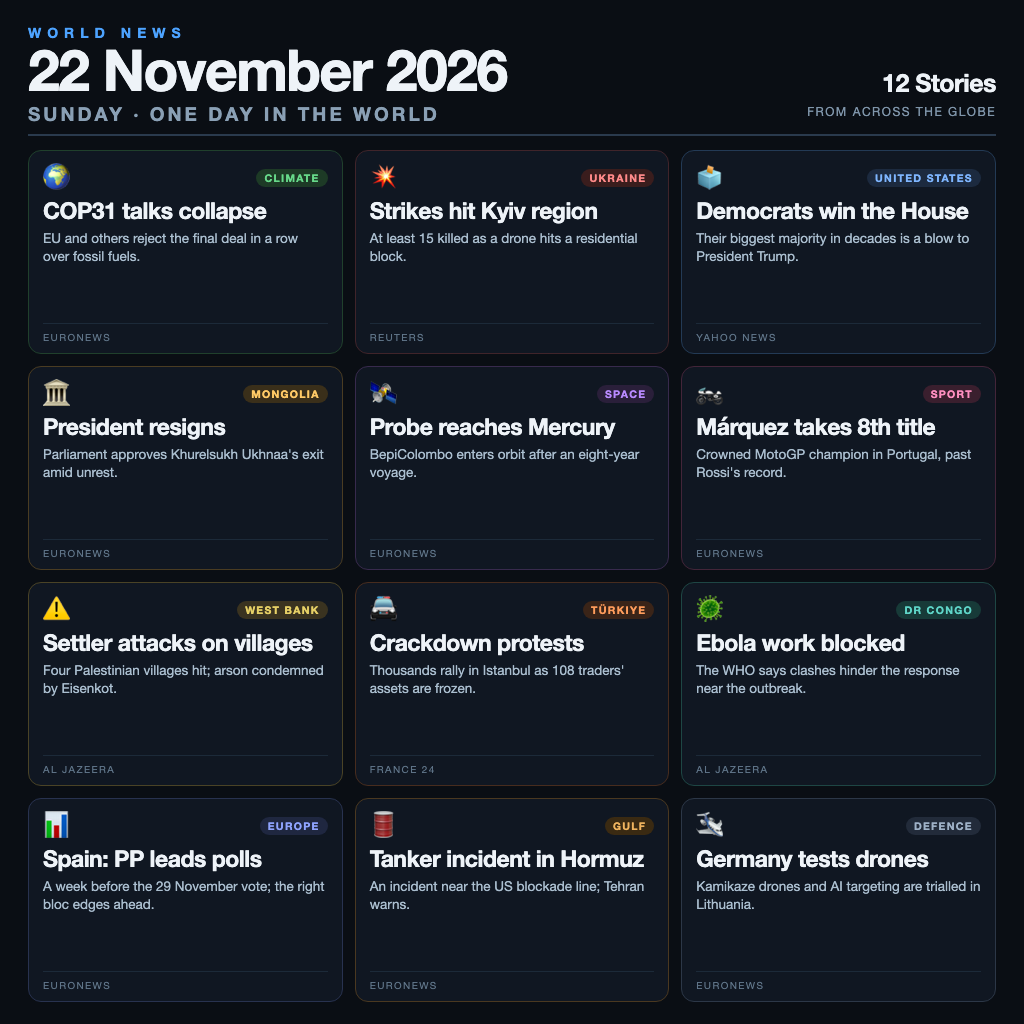 WORLD NEWS
22 November 2026
SUNDAY · ONE DAY IN THE WORLD
12 Stories
FROM ACROSS THE GLOBE
CLIMATE
COP31 talks collapse
EU and others reject the final deal in a row
over fossil fuels.
EURONEWS
UKRAINE
Strikes hit Kyiv region
At least 15 killed as a drone hits a residential
block.
REUTERS
UNITED STATES
Democrats win the House
Their biggest majority in decades is a blow to
President Trump.
YAHOO NEWS
MONGOLIA
President resigns
Parliament approves Khurelsukh Ukhnaa's exit
amid unrest.
EURONEWS
SPACE
Probe reaches Mercury
BepiColombo enters orbit after an eight-year
voyage.
EURONEWS
SPORT
Márquez takes 8th title
Crowned MotoGP champion in Portugal, past
Rossi's record.
EURONEWS
WEST BANK
Settler attacks on villages
Four Palestinian villages hit; arson condemned
by Eisenkot.
AL JAZEERA
TÜRKIYE
Crackdown protests
Thousands rally in Istanbul as 108 traders'
assets are frozen.
FRANCE 24
DR CONGO
Ebola work blocked
The WHO says clashes hinder the response
near the outbreak.
AL JAZEERA
EUROPE
Spain: PP leads polls
A week before the 29 November vote; the right
bloc edges ahead.
EURONEWS
GULF
Tanker incident in Hormuz
An incident near the US blockade line; Tehran
warns.
EURONEWS
DEFENCE
Germany tests drones
Kamikaze drones and AI targeting are trialled in
Lithuania.
EURONEWS